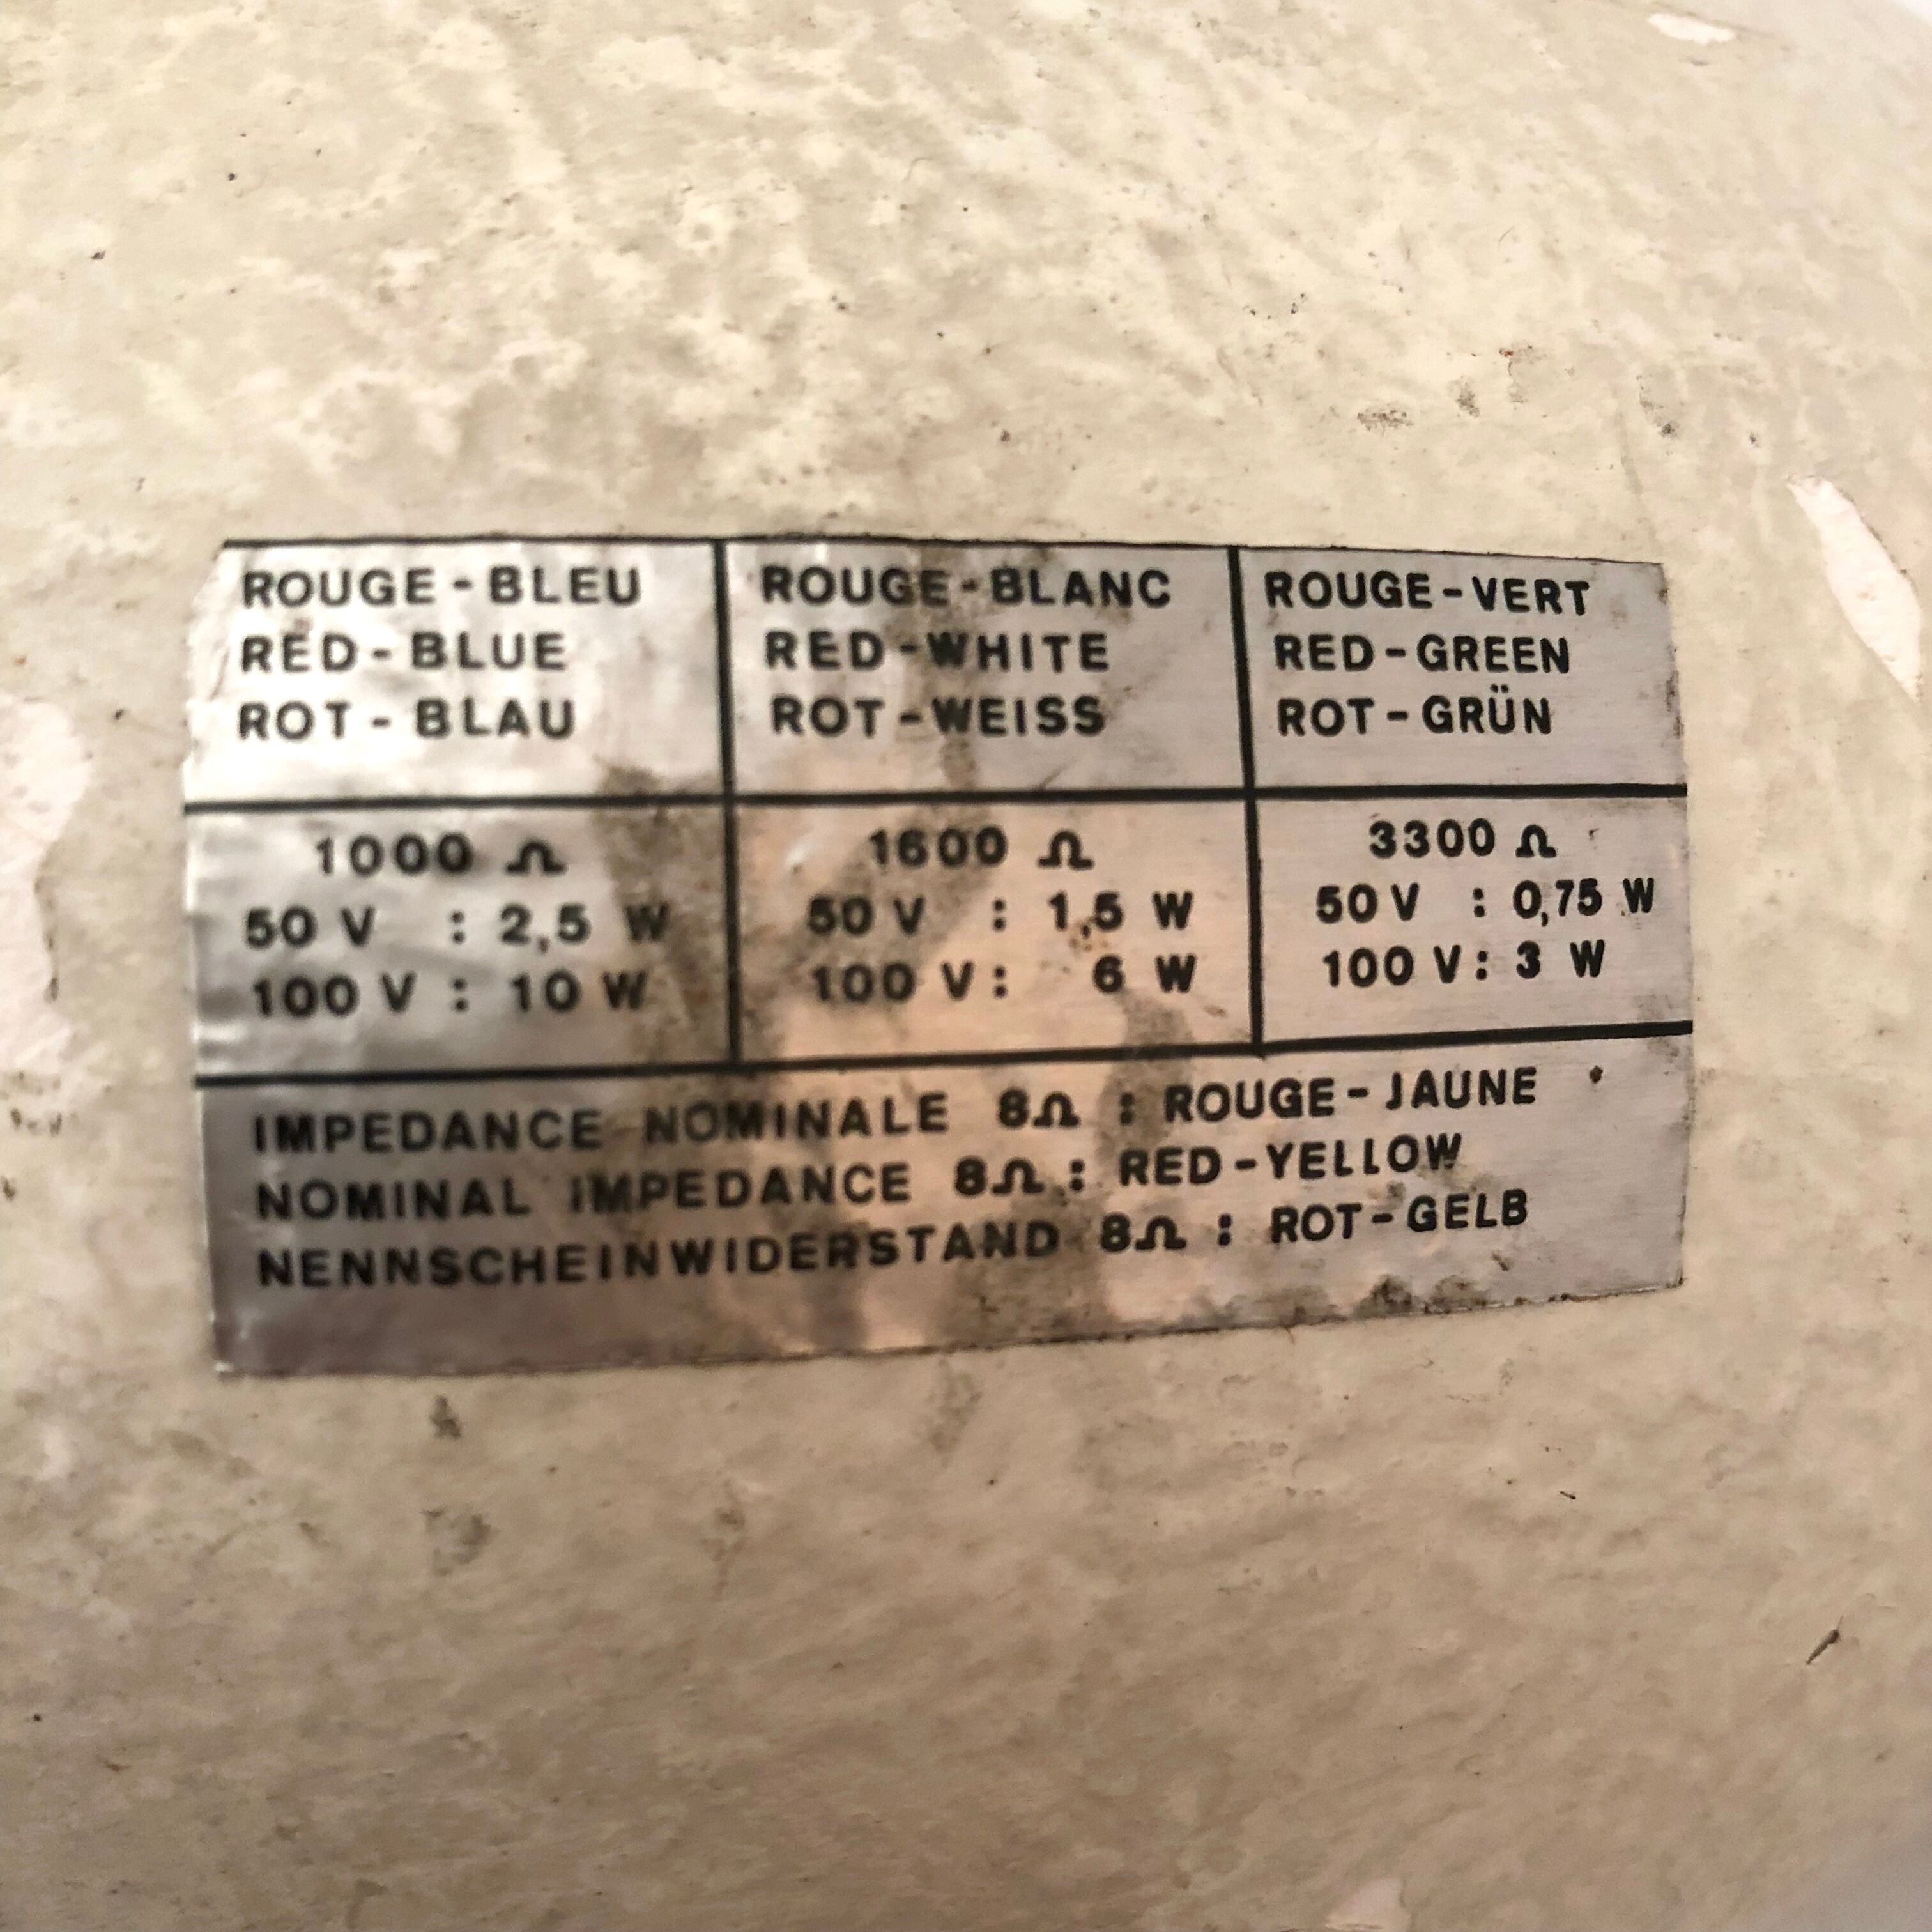 ROUGE-BLEU
RED-BLUE
ROT-BLAU
ROUGE-BLANC
RED-WHITE
ROT-WEISS
ROUGE-VERT
RED-GREEN
ROT-GRÜN
1000 Ω
50 V : 2,5 W
100 V : 10 W
1600 Ω
50 V : 1,5 W
100 V : 6 W
3300 Ω
50 V : 0,75 W
100 V : 3 W
IMPEDANCE NOMINALE 8Ω : ROUGE-JAUNE
NOMINAL IMPEDANCE 8Ω : RED-YELLOW
NENNSCHEINWIDERSTAND 8Ω : ROT-GELB